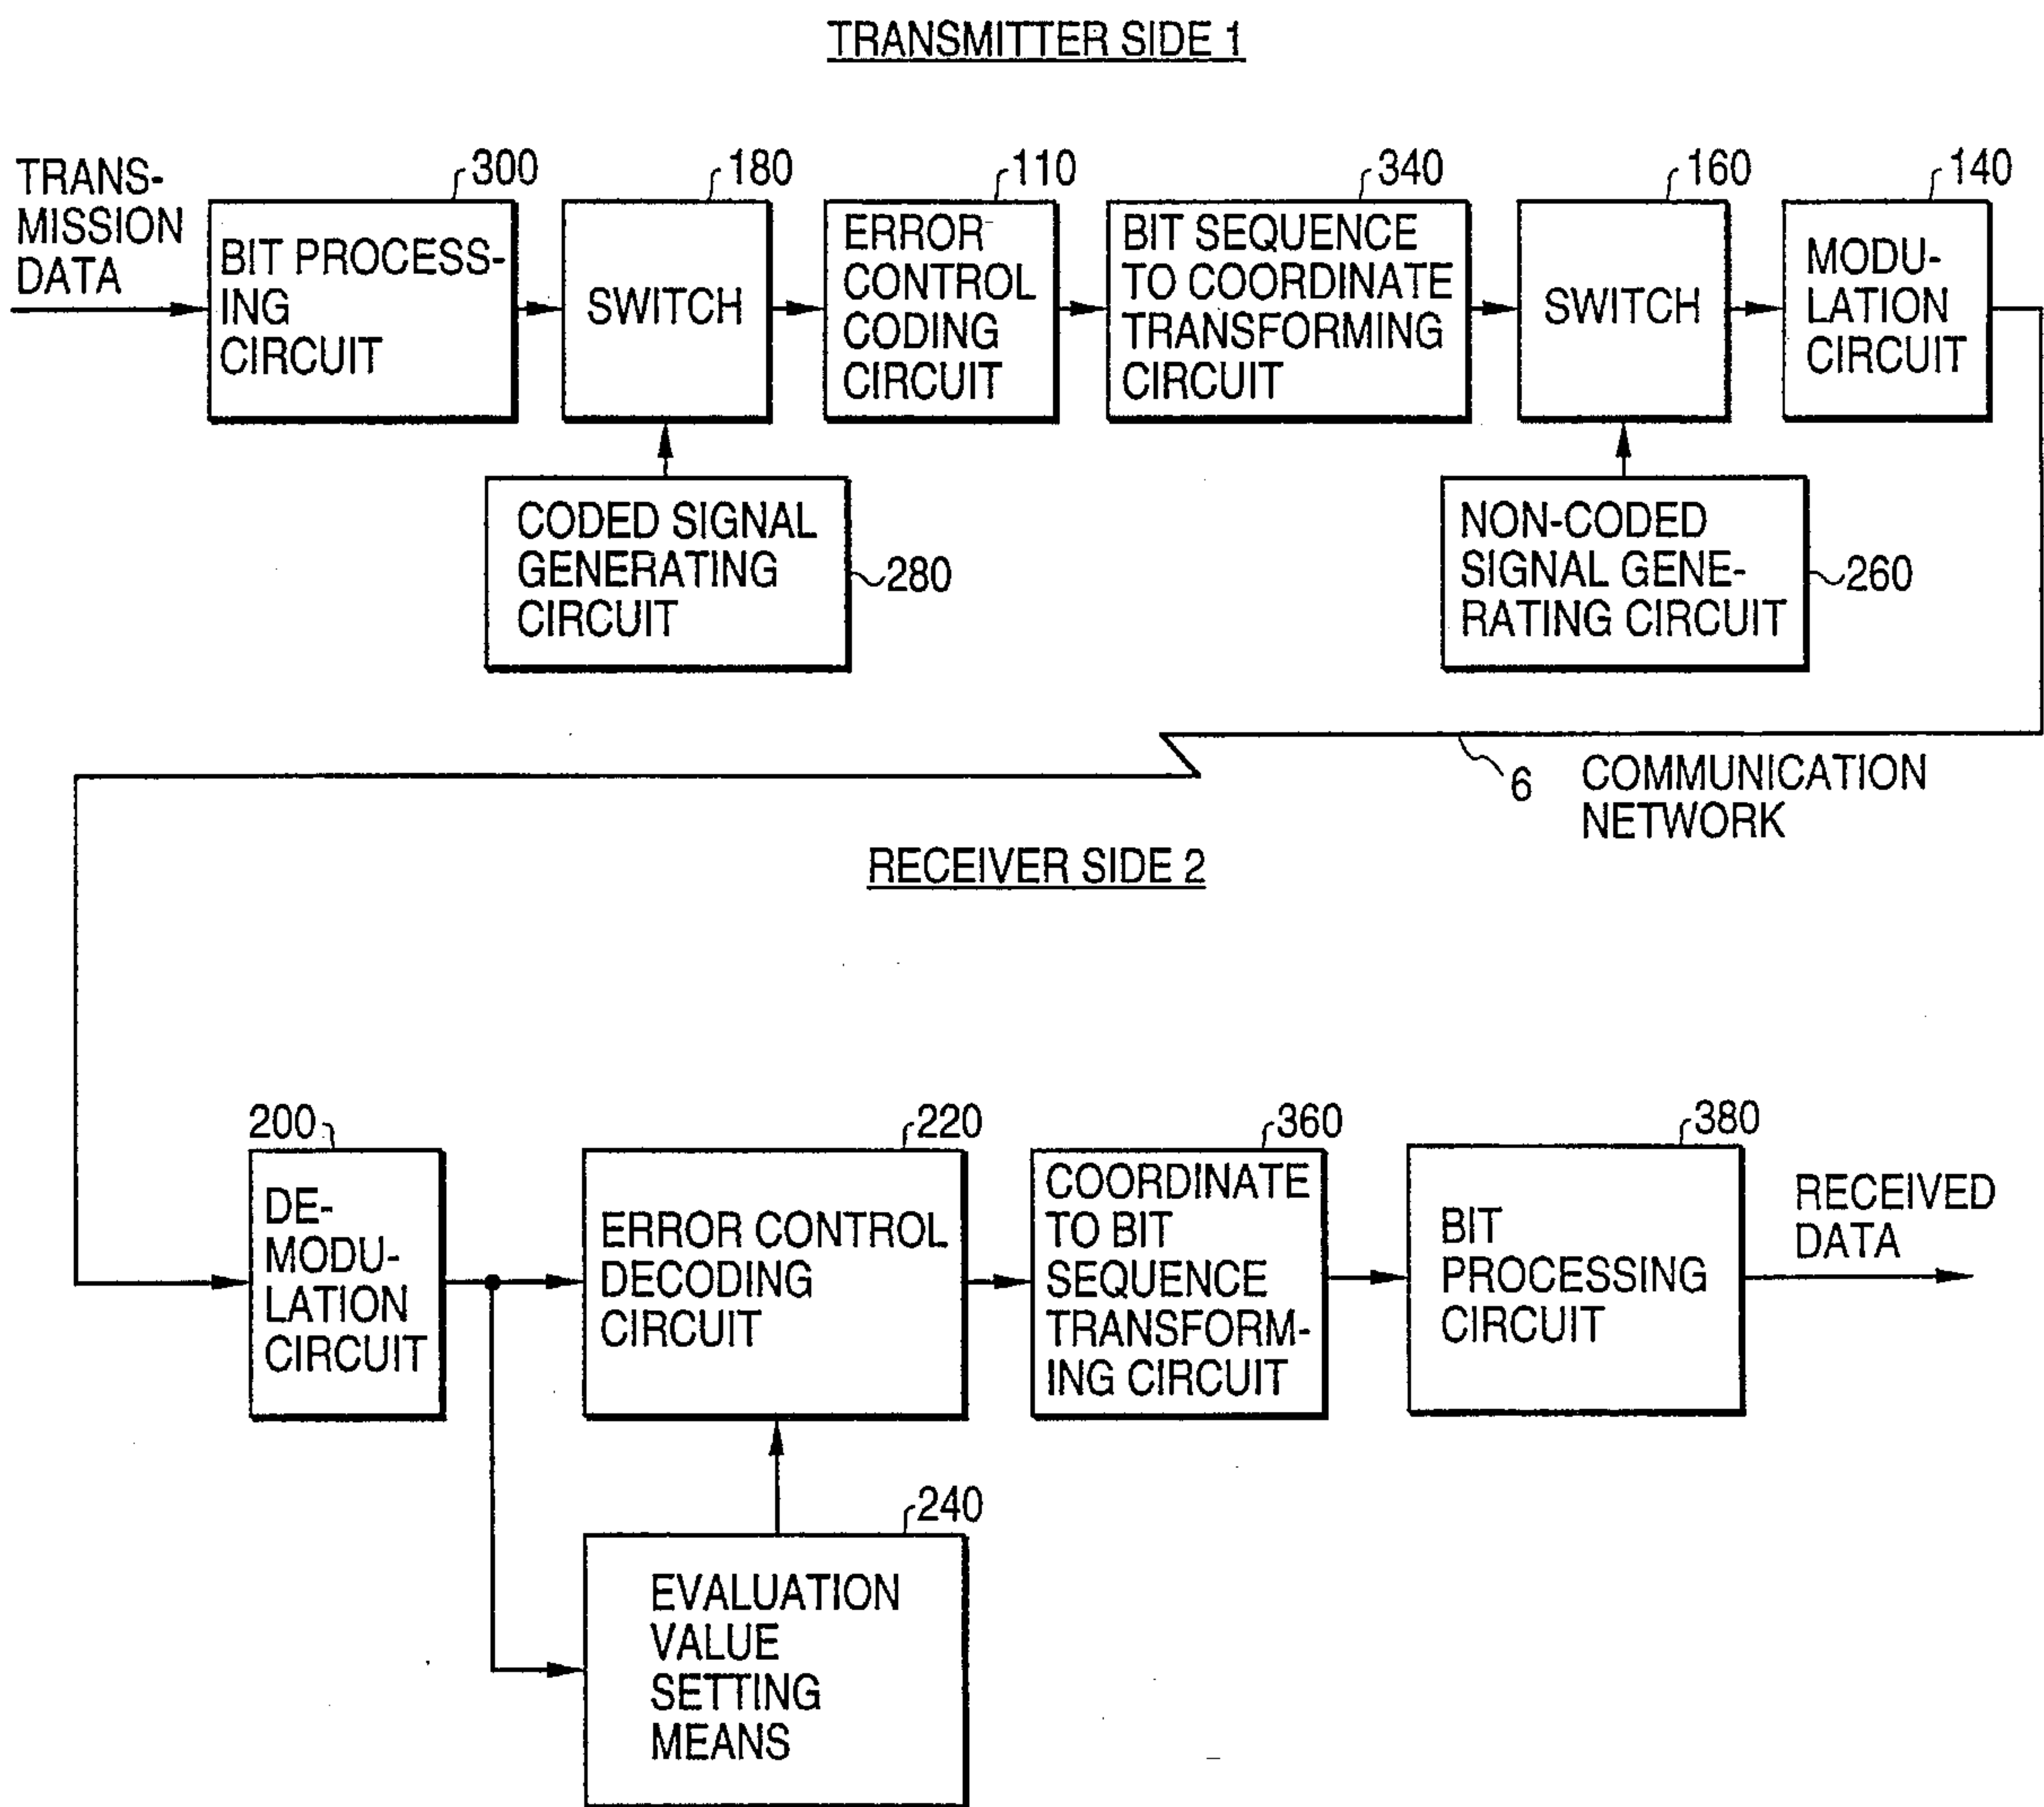 TRANSMITTER SIDE 1
TRANS-
MISSION
DATA
300
BIT PROCESS-
ING
CIRCUIT
180
SWITCH
110
ERROR
CONTROL
CODING
CIRCUIT
340
BIT SEQUENCE
TO COORDINATE
TRANSFORMING
CIRCUIT
160
SWITCH
140
MODU-
LATION
CIRCUIT
CODED SIGNAL
GENERATING
CIRCUIT
280
NON-CODED
SIGNAL GENE-
RATING CIRCUIT
260
6
COMMUNICATION
NETWORK
RECEIVER SIDE 2
200
DE-
MODU-
LATION
CIRCUIT
220
ERROR CONTROL
DECODING
CIRCUIT
360
COORDINATE
TO BIT
SEQUENCE
TRANSFORM-
ING CIRCUIT
380
BIT
PROCESSING
CIRCUIT
RECEIVED
DATA
240
EVALUATION
VALUE
SETTING
MEANS